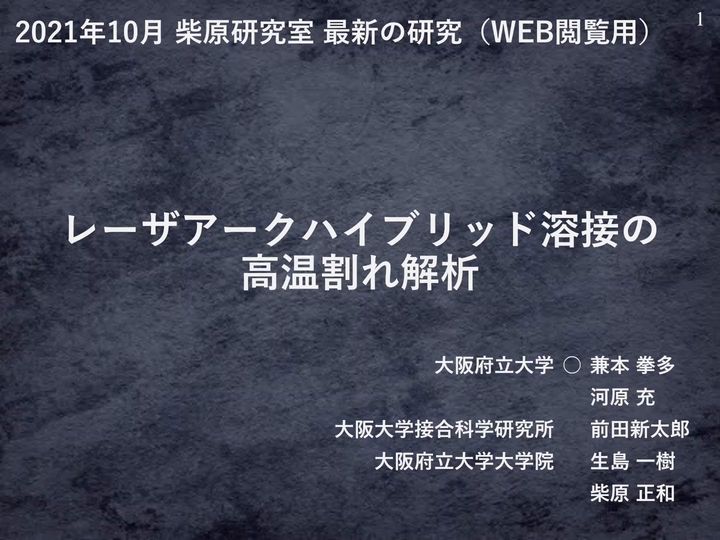 1
2021年10月 柴原研究室 最新の研究（WEB閲覧用）
レーザアークハイブリッド溶接の
高温割れ解析
大阪府立大学 〇 兼本 拳多
河原 充
大阪大学接合科学研究所 前田新太郎
大阪府立大学大学院 生島 一樹
柴原 正和